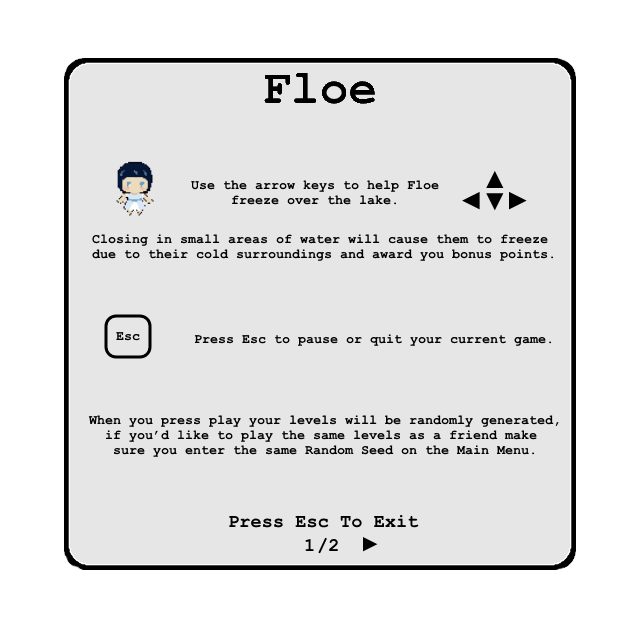 Floe
Use the arrow keys to help Floe
freeze over the lake.
Closing in small areas of water will cause them to freeze
due to their cold surroundings and award you bonus points.
Esc
Press Esc to pause or quit your current game.
When you press play your levels will be randomly generated,
if you'd like to play the same levels as a friend make
sure you enter the same Random Seed on the Main Menu.
Press Esc To Exit
1/2